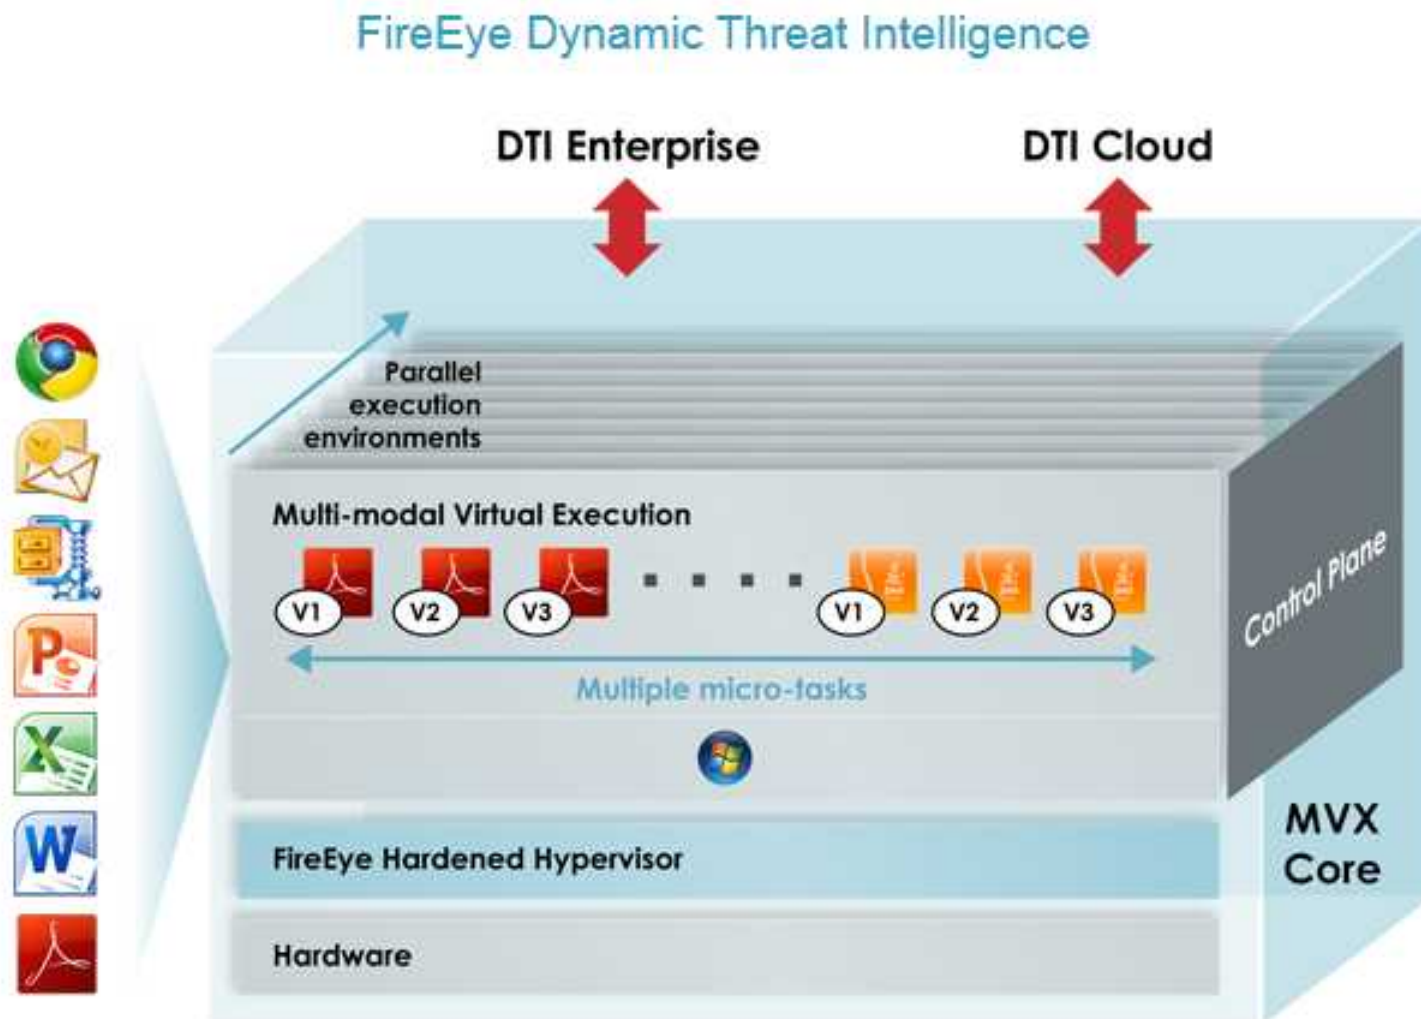 FireEye Dynamic Threat Intelligence
DTI Enterprise
DTI Cloud
Parallel
execution
environments
Multi-modal Virtual Execution
V1
V2
V3
V1
V2
V3
Multiple micro-tasks
Control Plane
FireEye Hardened Hypervisor
MVX
Core
Hardware